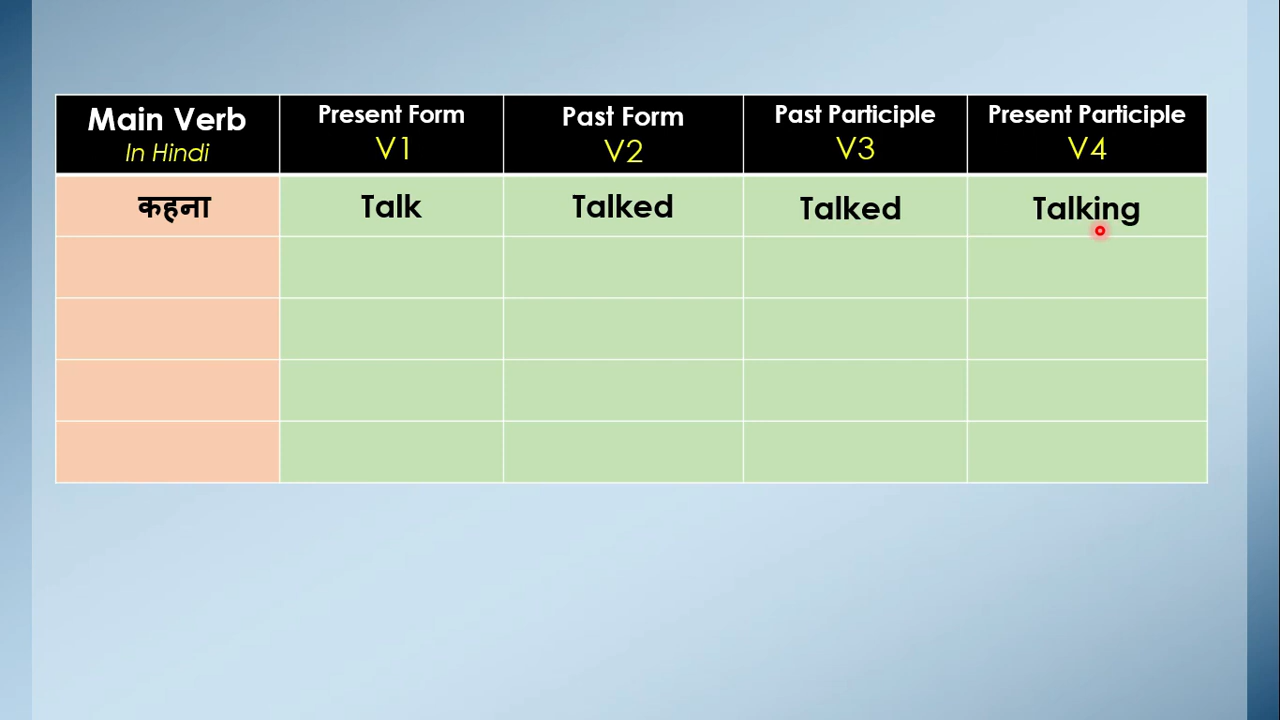 Main Verb
In Hindi
Present Form
V1
Past Form
V2
Past Participle
V3
Present Participle
V4
कहना
Talk
Talked
Talked
Talking